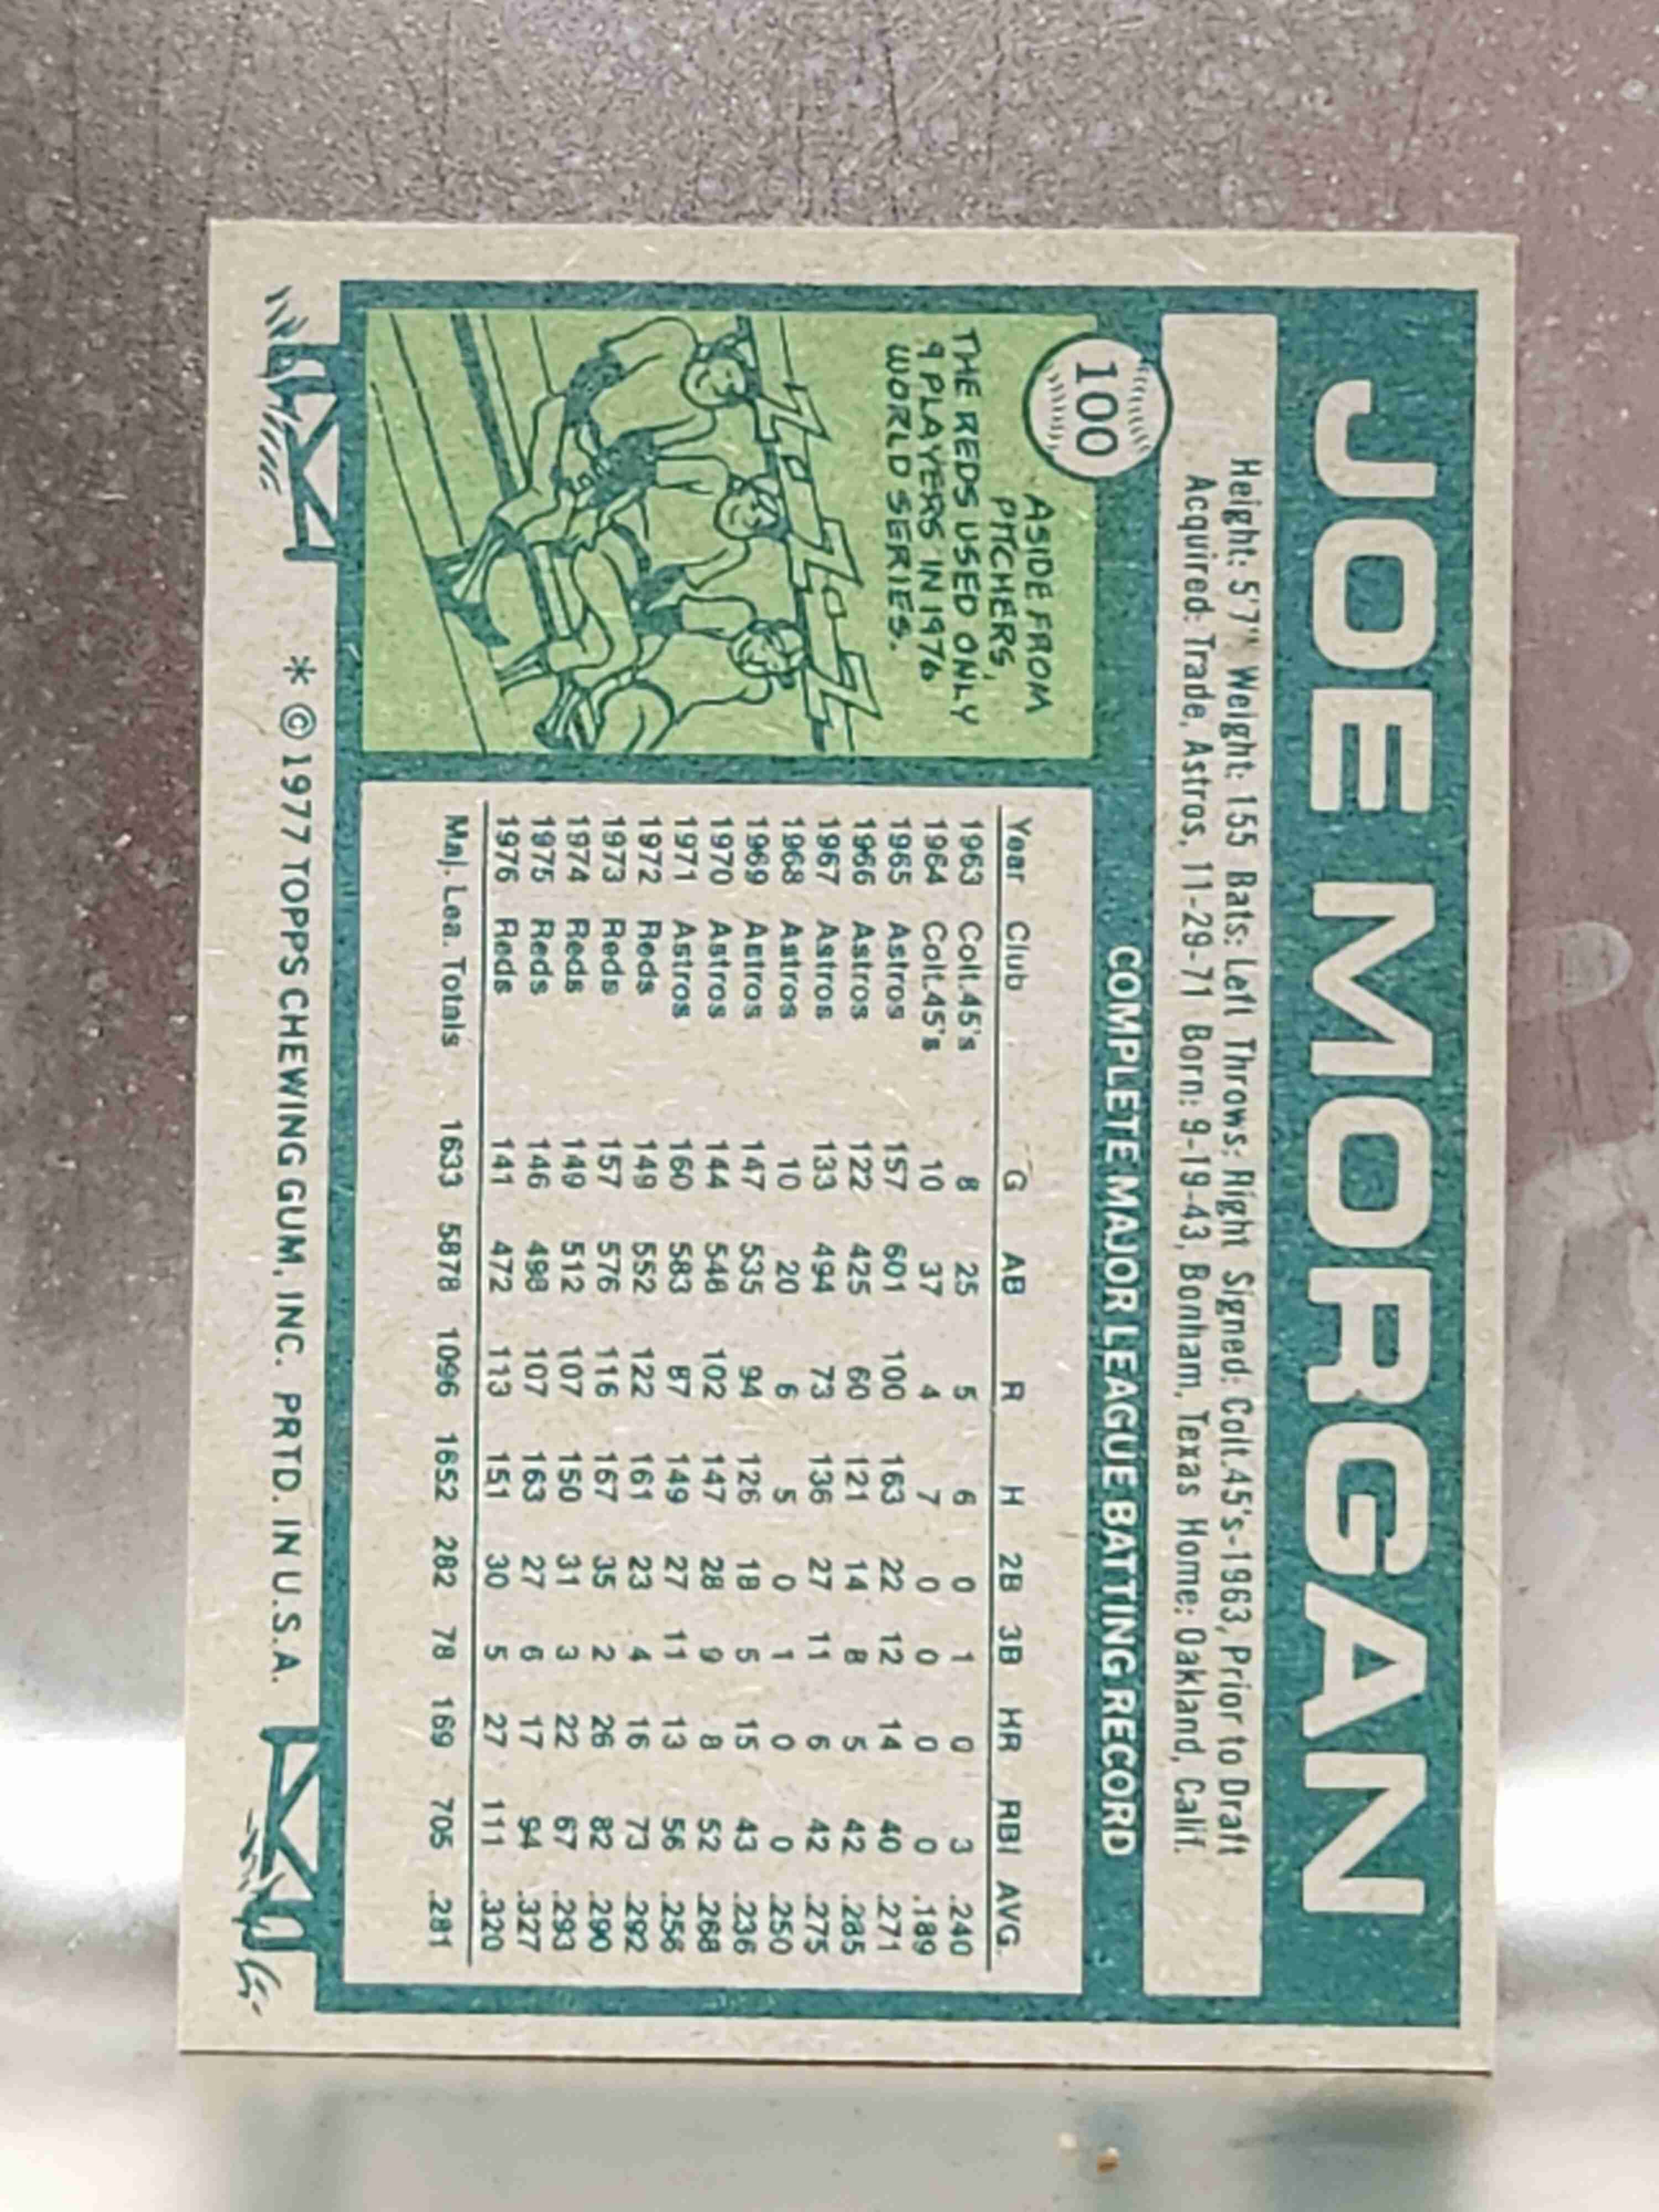 JOE MORGAN
Height: 5'7" Weight: 155 Bats: Left Throws: Right Signed: Colt.45's-1963, Prior to Draft
Acquired: Trade, Astros, 11-29-71 Born: 9-19-43, Bonham, Texas Home: Oakland, Calif.
100
ASIDE FROM
PITCHERS,
THE REDS USED ONLY
9 PLAYERS IN 1976
WORLD SERIES.
COMPLETE MAJOR LEAGUE BATTING RECORD
Year Club G AB R H 2B 3B HR RBI AVG.
1963 Colt.45's 8 25 5 6 0 1 0 3 .240
1964 Colt.45's 10 37 4 7 0 0 0 0 .189
1965 Astros 157 601 100 163 22 12 14 40 .271
1966 Astros 122 425 60 121 14 8 5 42 .285
1967 Astros 133 494 73 136 27 11 6 42 .275
1968 Astros 10 20 6 5 0 1 0 0 .250
1969 Astros 147 535 94 126 18 5 15 43 .236
1970 Astros 144 548 102 147 28 9 8 52 .268
1971 Astros 160 583 87 149 27 11 13 56 .256
1972 Reds 149 552 122 161 23 4 16 73 .292
1973 Reds 157 576 116 167 35 2 26 82 .290
1974 Reds 149 512 107 150 31 3 22 67 .293
1975 Reds 146 498 107 163 27 6 17 94 .327
1976 Reds 141 472 113 151 30 5 27 111 .320
Maj. Lea. Totals 1633 5878 1096 1652 282 78 169 705 .281
Z Z Z Z Z Z
* © 1977 TOPPS CHEWING GUM, INC. PRTD. IN U.S.A.